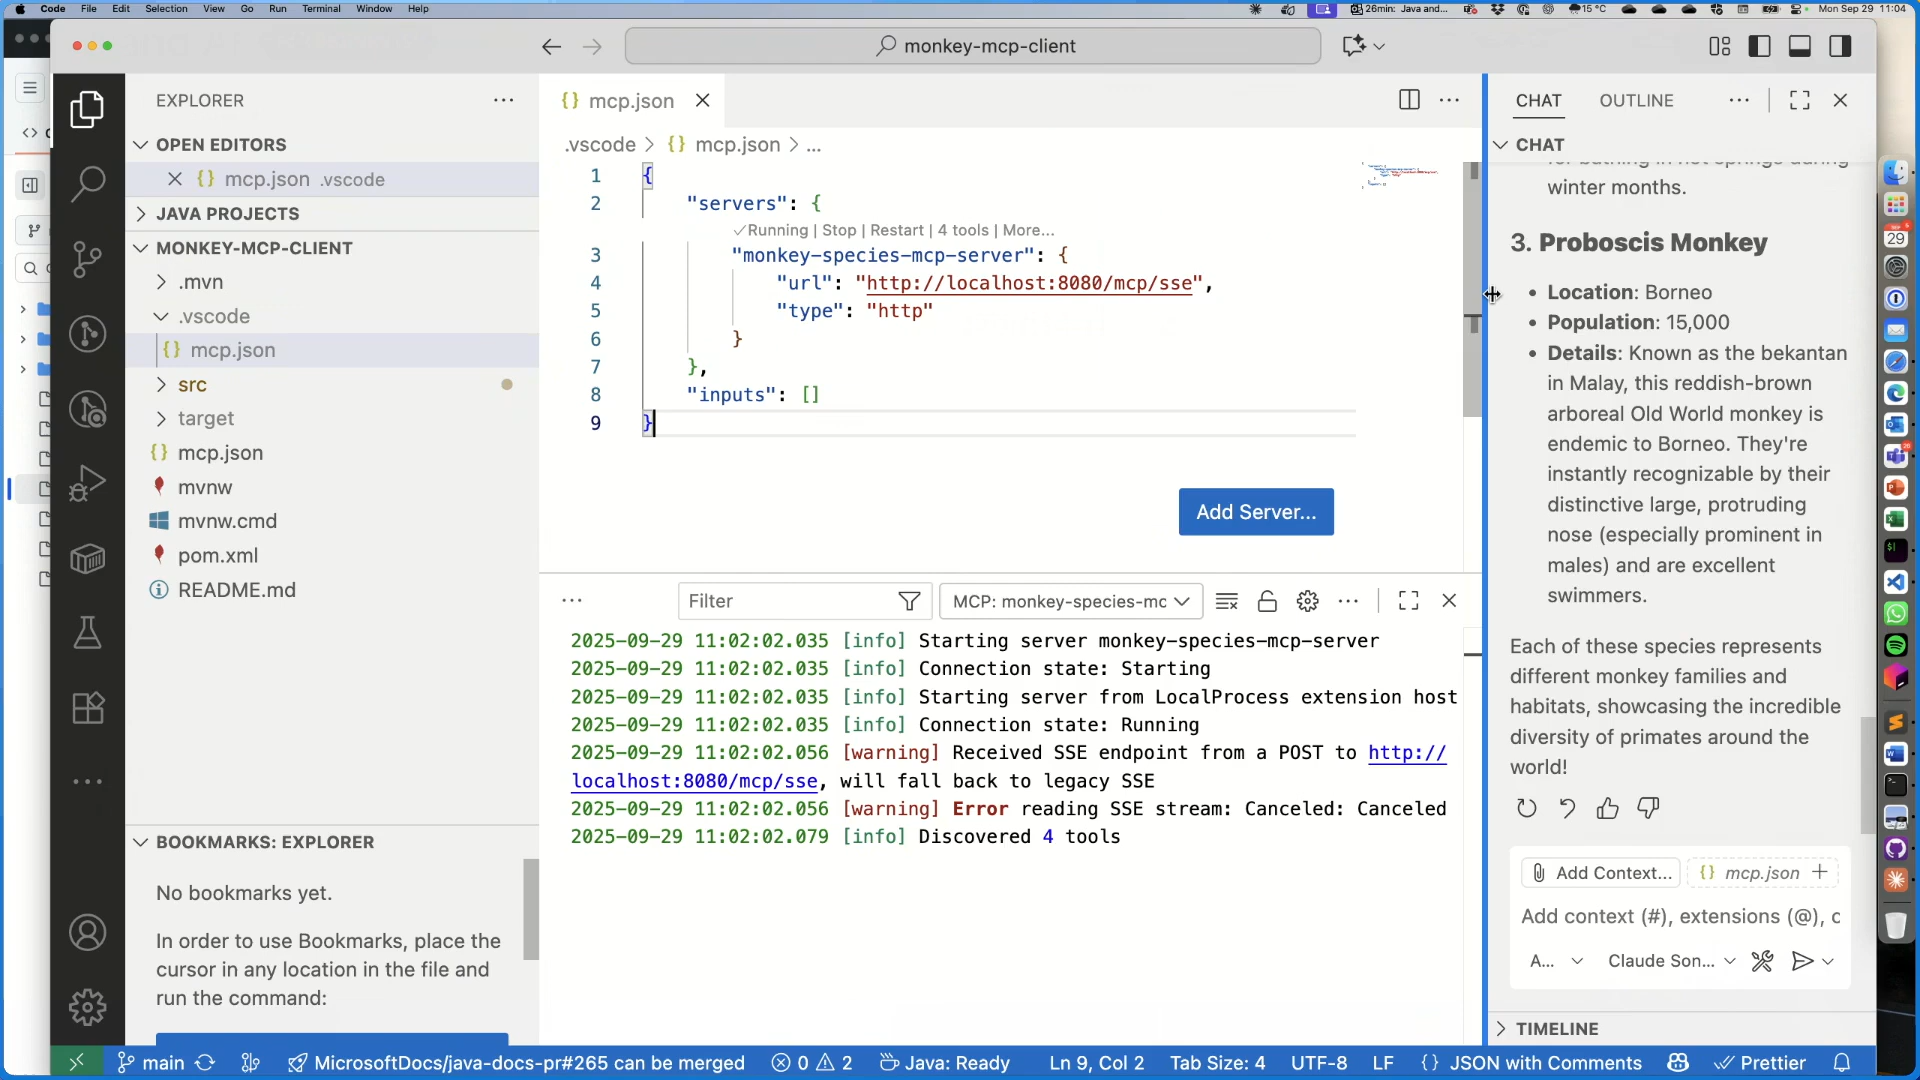 Code File Edit Selection View Go Run Terminal Window Help
26min: Java and...
15 °C
Mon Sep 29 11:04
monkey-mcp-client
EXPLORER
OPEN EDITORS
mcp.json .vscode
JAVA PROJECTS
MONKEY-MCP-CLIENT
.mvn
.vscode
{} mcp.json
src
target
{} mcp.json
mvnw
mvnw.cmd
pom.xml
README.md
BOOKMARKS: EXPLORER
No bookmarks yet.
In order to use Bookmarks, place the
cursor in any location in the file and
run the command:
{} mcp.json
.vscode > {} mcp.json > ...
1 {
2 "servers": {
✓Running | Stop | Restart | 4 tools | More...
3 "monkey-species-mcp-server": {
4 "url": "http://localhost:8080/mcp/sse",
5 "type": "http"
6 }
7 },
8 "inputs": []
9 }
Add Server...
Filter
MCP: monkey-species-mc
2025-09-29 11:02:02.035 [info] Starting server monkey-species-mcp-server
2025-09-29 11:02:02.035 [info] Connection state: Starting
2025-09-29 11:02:02.035 [info] Starting server from LocalProcess extension host
2025-09-29 11:02:02.035 [info] Connection state: Running
2025-09-29 11:02:02.056 [warning] Received SSE endpoint from a POST to http://
localhost:8080/mcp/sse, will fall back to legacy SSE
2025-09-29 11:02:02.056 [warning] Error reading SSE stream: Canceled: Canceled
2025-09-29 11:02:02.079 [info] Discovered 4 tools
CHAT OUTLINE
CHAT
for bathing in hot springs during
winter months.
3. Proboscis Monkey
• Location: Borneo
• Population: 15,000
• Details: Known as the bekantan
in Malay, this reddish-brown
arboreal Old World monkey is
endemic to Borneo. They're
instantly recognizable by their
distinctive large, protruding
nose (especially prominent in
males) and are excellent
swimmers.
Each of these species represents
different monkey families and
habitats, showcasing the incredible
diversity of primates around the
world!
Add Context... {} mcp.json +
Add context (#), extensions (@), c
A... Claude Son...
TIMELINE
main MicrosoftDocs/java-docs-pr#265 can be merged 0 2 Java: Ready Ln 9, Col 2 Tab Size: 4 UTF-8 LF {} JSON with Comments Prettier